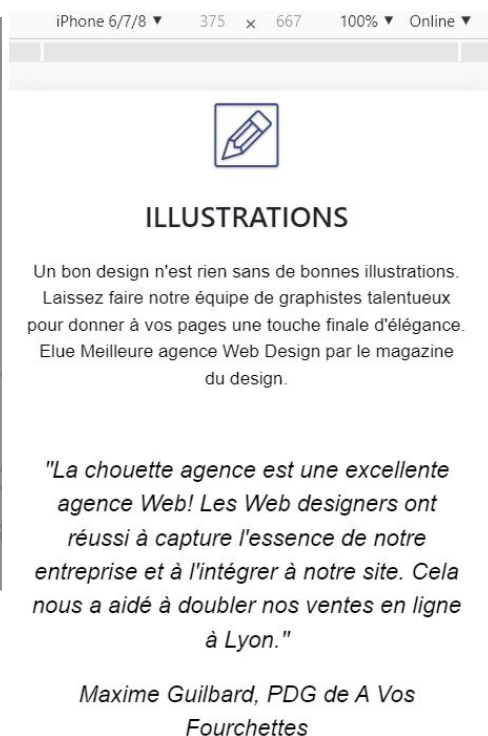 iPhone 6/7/8 ▼ 375 x 667 100% ▼ Online ▼
ILLUSTRATIONS
Un bon design n'est rien sans de bonnes illustrations.
Laissez faire notre équipe de graphistes talentueux
pour donner à vos pages une touche finale d'élégance.
Elue Meilleure agence Web Design par le magazine
du design.
"La chouette agence est une excellente
agence Web! Les Web designers ont
réussi à capture l'essence de notre
entreprise et à l'intégrer à notre site. Cela
nous a aidé à doubler nos ventes en ligne
à Lyon."
Maxime Guilbard, PDG de A Vos
Fourchettes